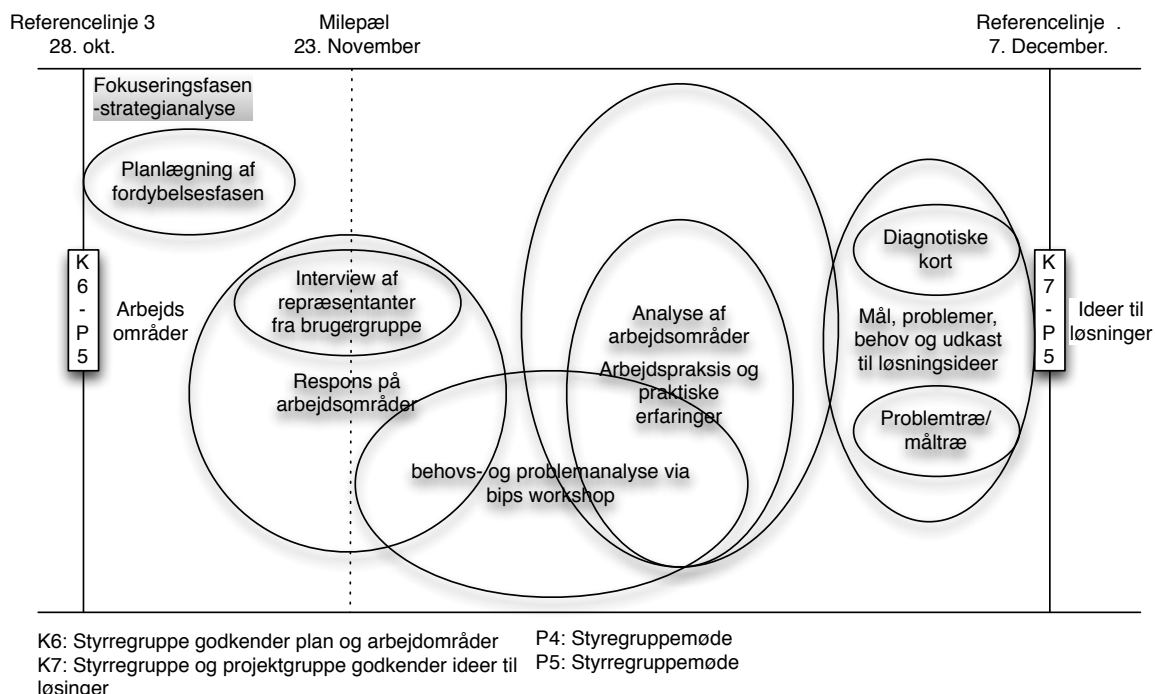 Referencelinje 3
28. okt.
Milepæl
23. November
Referencelinje .
7. December.
Fokuseringsfasen
-strategianalyse
Planlægning af
fordybelsesfasen
K
6
-
P
5
Arbejds
områder
Interview af
repræsentanter
fra brugergruppe
Respons på
arbejdsområder
behovs- og problemanalyse via
bips workshop
Analyse af
arbejdsområder
Arbejdspraksis og
praktiske
erfaringer
Diagnotiske
kort
Mål, problemer,
behov og udkast
til løsningsideer
Problemtræ/
måltræ
K
7
-
P
5
Ideer til
løsninger
K6: Styrregruppe godkender plan og arbejdområder
K7: Styrregruppe og projektgruppe godkender ideer til
løsinger
P4: Styregruppemøde
P5: Styrregruppemøde